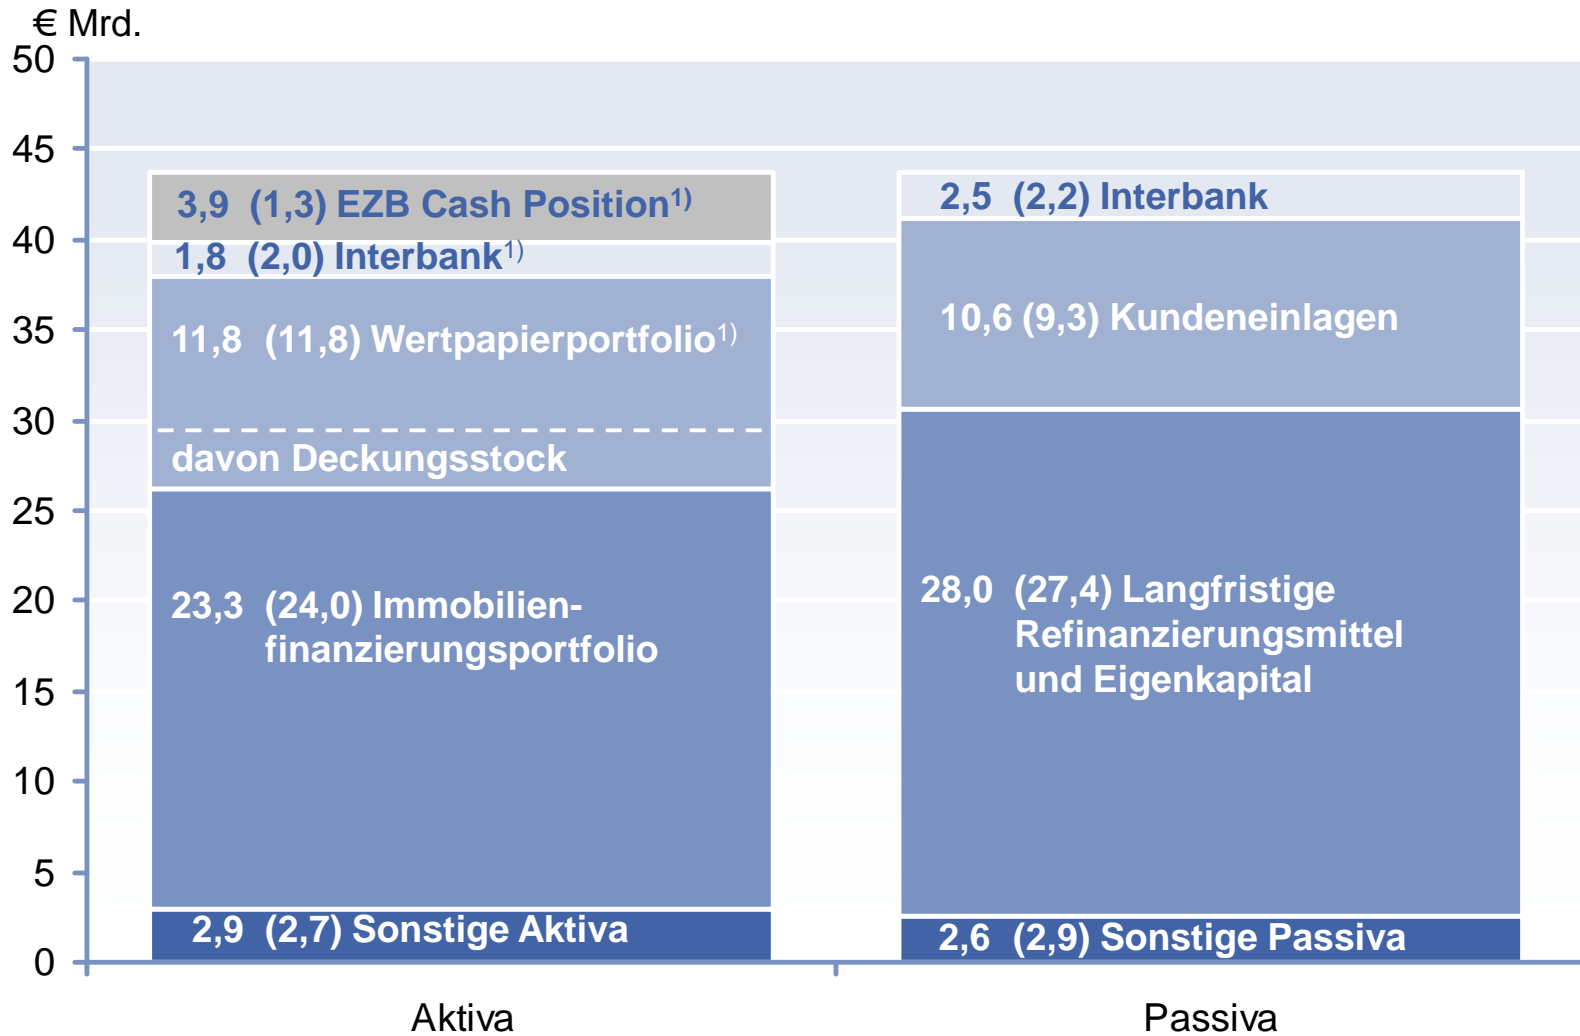 € Mrd.
50
45
40
35
30
25
20
15
10
5
0
3,9 (1,3) EZB Cash Position1)
1,8 (2,0) Interbank1)
11,8 (11,8) Wertpapierportfolio1)
davon Deckungsstock
23,3 (24,0) Immobilien-
finanzierungsportfolio
2,9 (2,7) Sonstige Aktiva
2,5 (2,2) Interbank
10,6 (9,3) Kundeneinlagen
28,0 (27,4) Langfristige
Refinanzierungsmittel
und Eigenkapital
2,6 (2,9) Sonstige Passiva
Aktiva
Passiva